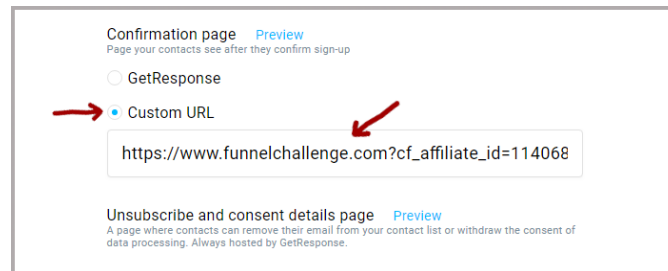 Confirmation page Preview
Page your contacts see after they confirm sign-up
GetResponse
Custom URL
https://www.funnelchallenge.com?cf_affiliate_id=114068
Unsubscribe and consent details page Preview
A page where contacts can remove their email from your contact list or withdraw the consent of
data processing. Always hosted by GetResponse.